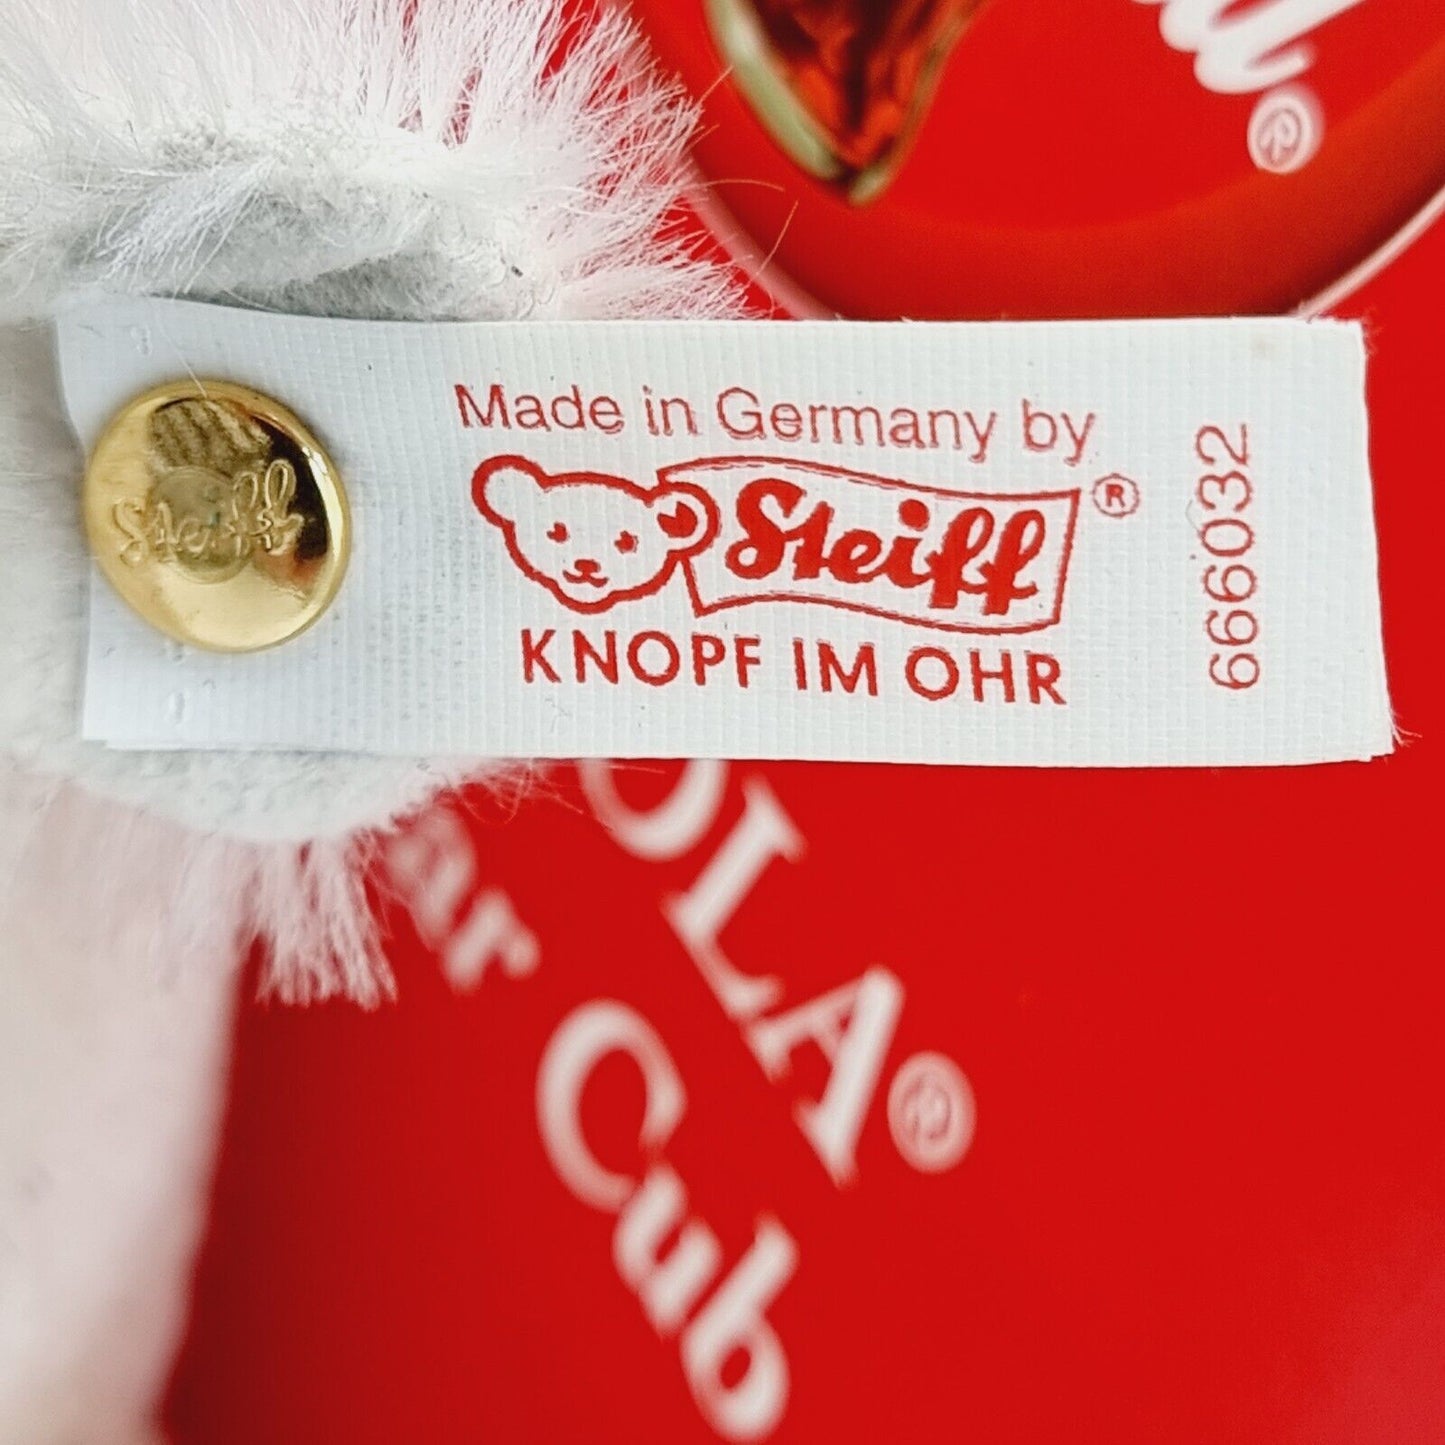 ®
Steiff
Made in Germany by
Steiff®
KNOPF IM OHR
666032
OLA®
Cub